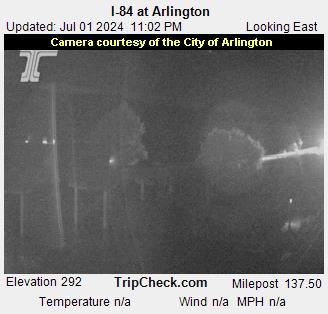 I-84 at Arlington
Updated: Jul 01 2024 11:02 PM Looking East
Camera courtesy of the City of Arlington
Elevation 292 TripCheck.com Milepost 137.50
Temperature n/a Wind n/a MPH n/a